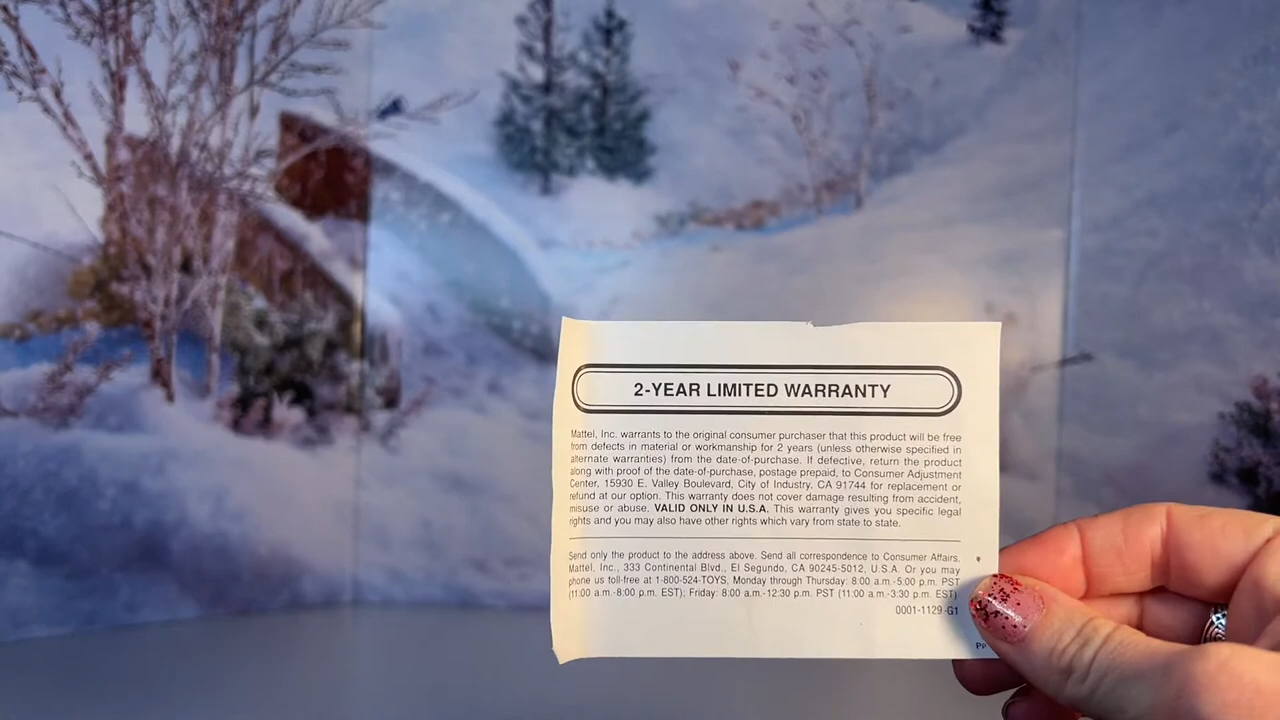 2-YEAR LIMITED WARRANTY
Mattel, Inc. warrants to the original consumer purchaser that this product will be free
from defects in material or workmanship for 2 years (unless otherwise specified in
alternate warranties) from the date-of-purchase. If defective, return the product
along with proof of the date-of-purchase, postage prepaid, to Consumer Adjustment
Center, 15930 E. Valley Boulevard, City of Industry, CA 91744 for replacement or
refund at our option. This warranty does not cover damage resulting from accident,
misuse or abuse. VALID ONLY IN U.S.A. This warranty gives you specific legal
rights and you may also have other rights which vary from state to state.
Send only the product to the address above. Send all correspondence to Consumer Affairs,
Mattel, Inc., 333 Continental Blvd., El Segundo, CA 90245-5012, U.S.A. Or you may
phone us toll-free at 1-800-524-TOYS, Monday through Thursday: 8:00 a.m.-5:00 p.m. PST
(11:00 a.m.-8:00 p.m. EST); Friday: 8:00 a.m.-12:30 p.m. PST (11:00 a.m.-3:30 p.m. EST)
0001-1129-G1